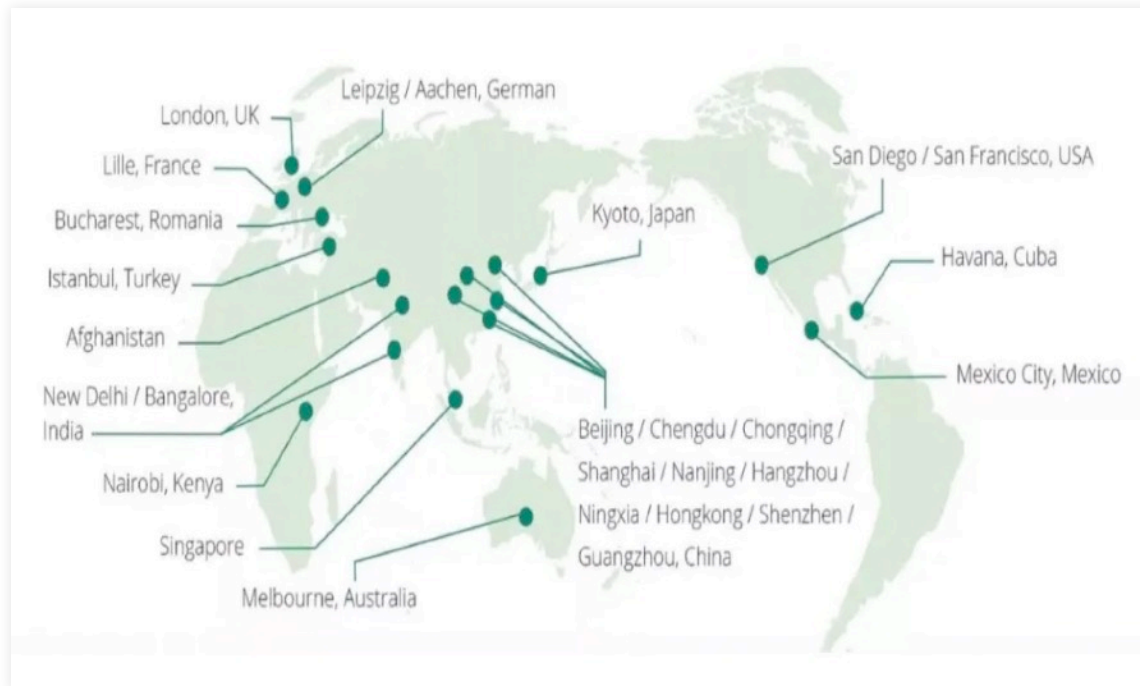 Leipzig / Aachen, German
London, UK
Lille, France
Bucharest, Romania
Istanbul, Turkey
Afghanistan
New Delhi / Bangalore,
India
Nairobi, Kenya
Singapore
Melbourne, Australia
Kyoto, Japan
Beijing / Chengdu / Chongqing /
Shanghai / Nanjing / Hangzhou /
Ningxia / Hongkong / Shenzhen /
Guangzhou, China
San Diego / San Francisco, USA
Havana, Cuba
Mexico City, Mexico